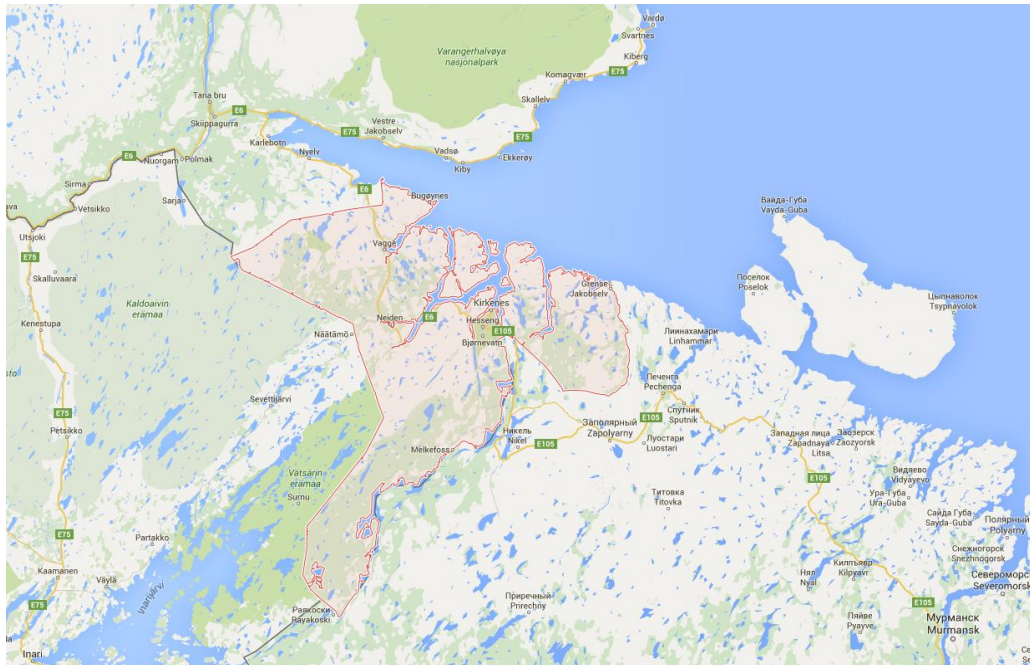 Vardø
Svartnes
Kiberg
E75
Komagvær
Varangerhalvøya
nasjonalpark
Skallelv
Tana bru
E6
Skiippagurra
Vestre
Jakobselv
E75
E75
Karlebotn
Nyelv
Vadsø
Ekkerøy
Kiby
E6
Nuorgam
Polmak
Sirma
Vetsikko
Sarja
E6
Bugøynes
Utsjoki
E75
Skalluvaara
Vagge
Вайда-Губа
Vayda-Guba
Поселок
Poselok
Цыпнаволок
Tsypnavolok
Grense
Jakobselv
Kaldoaivin
erämaa
Kenestupa
Kirkenes
Neiden
E6
Hesseng
E105
Bjørnevatn
Näätämö
Лиинахамари
Linhammar
Печенга
Pechenga
Sevettijärvi
E75
Petsikko
Спутник
Sputnik
Заполярный
Zapolyarny
E105
Никель
Nikel
E105
Луостари
Luostari
Западная лица
Zapadnaya
Litsa
Заозерск
Zaozyorsk
Melkefoss
Vätsärin
erämaa
Surnu
E105
Видяево
Vidyayevo
Ура-Губа
Ura-Guba
Титовка
Titovka
Сайда Губа
Sayda-Guba
Полярный
Polyarny
E75
Partakko
Снежногорск
Snezhnogorsk
Килпъявр
Kilpyavr
Нял
Nyal
Североморск
Severomorsk
Kaamanen
Väylä
Inarijärvi
E75
Раякоски
Rayakoski
Приречный
Prirechny
E105
Пяйве
Pyayve
Мурманск
Murmansk
Inari